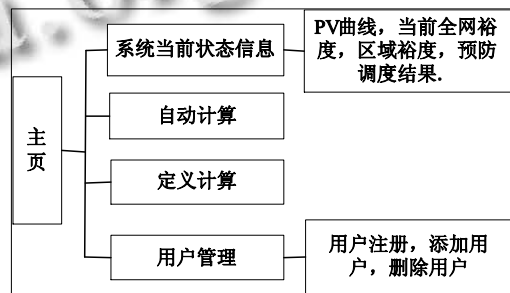 主
页
系统当前状态信息
PV曲线，当前全网裕
度，区域裕度，预防
调度结果.
自动计算
定义计算
用户管理
用户注册，添加用
户，删除用户